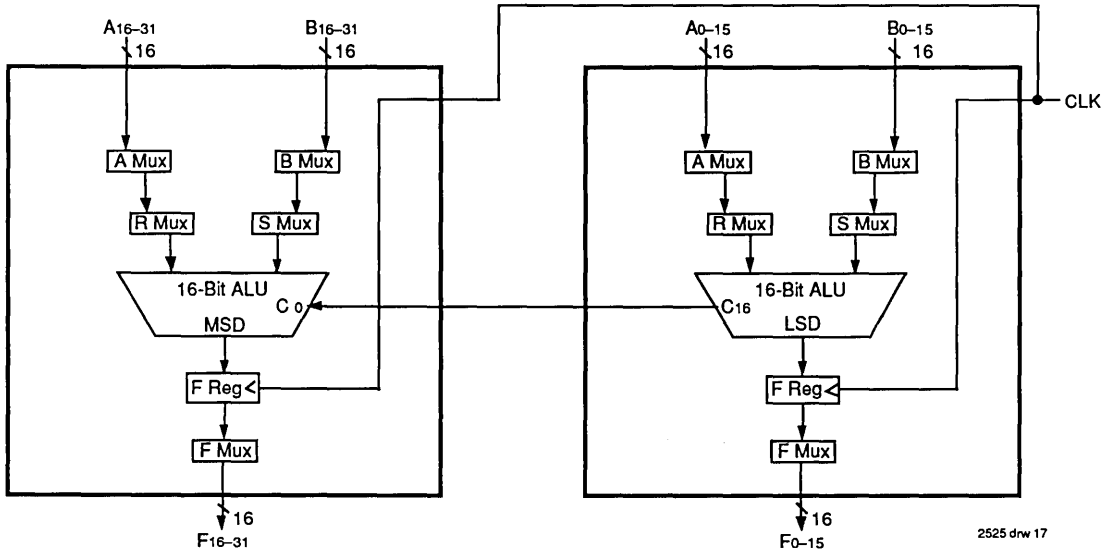 A16–31 B16–31 A0–15 B0–15
16 16 16 16
CLK
A Mux B Mux A Mux B Mux
R Mux S Mux R Mux S Mux
16-Bit ALU 16-Bit ALU
C 0 C16
MSD LSD
F Reg F Reg
F Mux F Mux
16 16
F16–31 F0–15
2525 drw 17